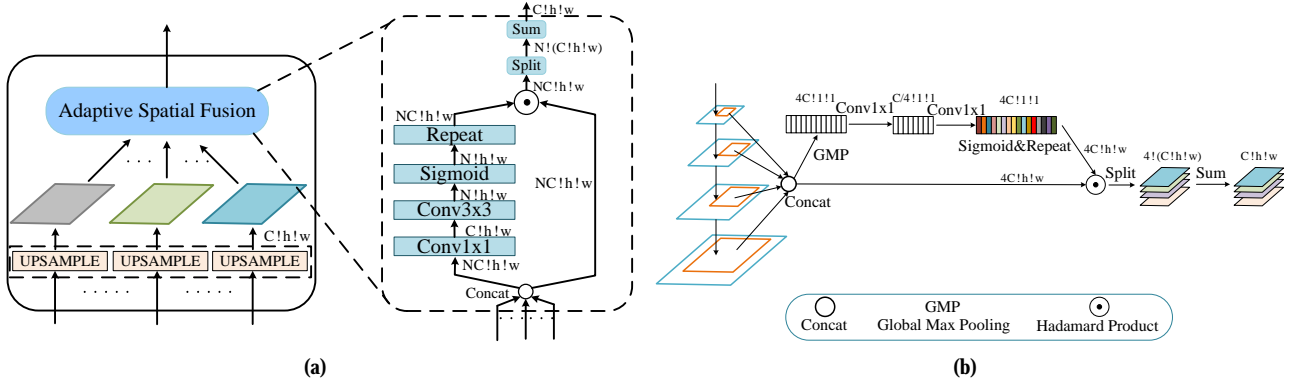 C!h!w
Sum
N!(C!h!w)
Split
NC!h!w
Adaptive Spatial Fusion
NC!h!w
Repeat
N!h!w
Sigmoid
N!h!w
Conv3x3
C!h!w
Conv1x1
NC!h!w
NC!h!w
Concat
. . . . . . .
. . . . . .
C!h!w
UPSAMPLE UPSAMPLE UPSAMPLE
. . . . . . . . . .
(a)
4C!1!1 C/4!1!1 4C!1!1
Conv1x1 Conv1x1
GMP
Sigmoid&Repeat
4C!h!w
Concat
4C!h!w
Split
4!(C!h!w)
Sum
C!h!w
Concat
GMP
Global Max Pooling
Hadamard Product
(b)